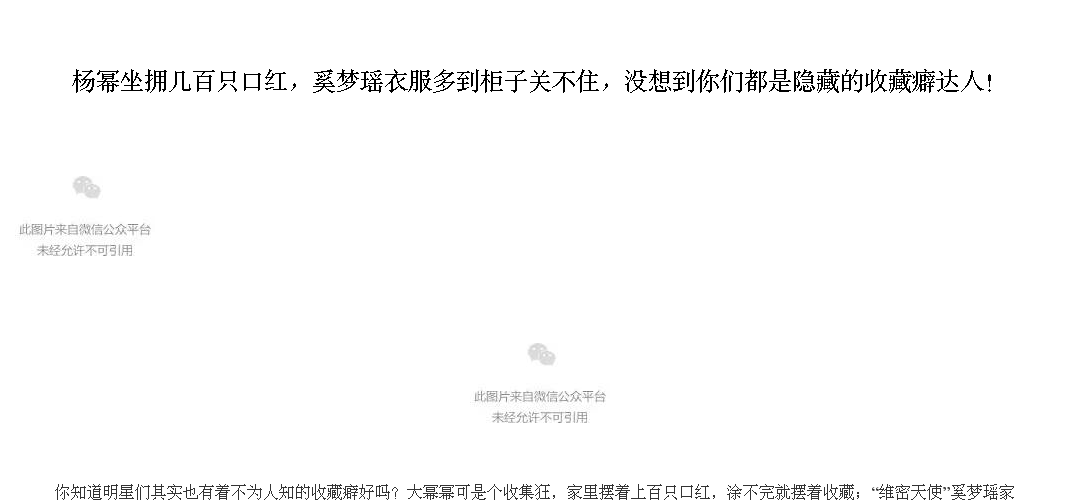 杨幂坐拥几百只口红，奚梦瑶衣服多到柜子关不住，没想到你们都是隐藏的收藏癖达人!
此图片来自微信公众平台
未经允许不可引用
此图片来自微信公众平台
未经允许不可引用
你知道明星们其实也有着不为人知的收藏癖好吗？大幂幂可是个收集狂，家里摆着上百只口红，涂不完就摆着收藏；“维密天使”奚梦瑶家